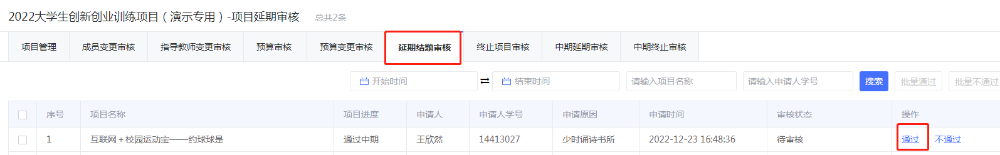 2022大学生创新创业训练项目（演示专用）-项目延期审核 总共2条
项目管理 成员变更审核 指导教师变更审核 预算审核 预算变更审核 延期结题审核 终止项目审核 中期延期审核 中期终止审核
开始时间 结束时间 请输入项目名称 请输入申请人学号 搜索 批量通过 批量不通过
序号 项目名称 项目进度 申请人 申请人学号 申请原因 申请时间 审核状态 操作
1 互联网＋校园运动宝——约球球是 通过中期 王欣然 14413027 少时诵诗书所 2022-12-23 16:48:36 待审核 通过 不通过